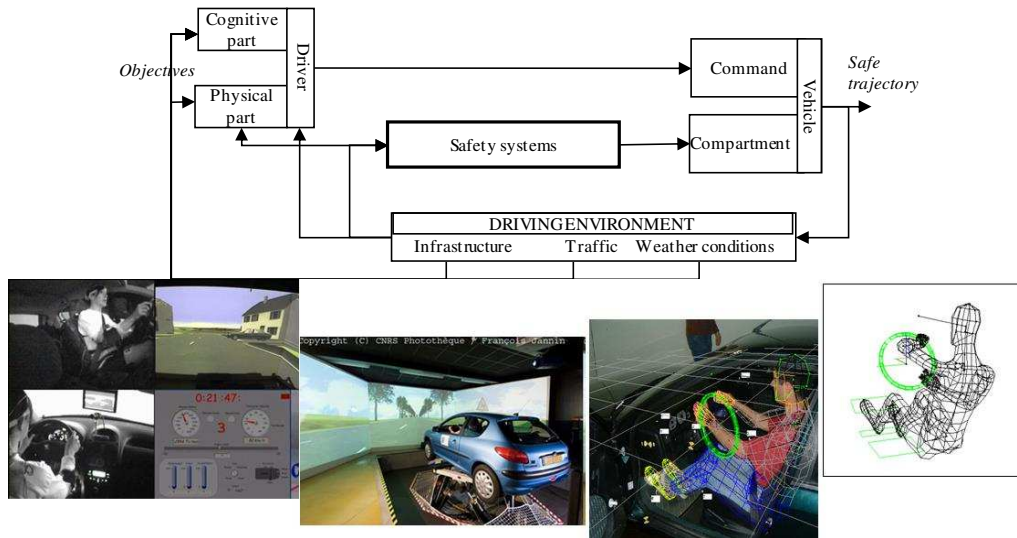 Cognitive
part
Driver
Objectives
Physical
part
Command
Vehicle
Safe
trajectory
Safety systems
Compartment
DRIVINGENVIRONMENT
Infrastructure Traffic Weather conditions
0:21:47:
3
Copyright (C) CNRS Photothèque / François Jannin